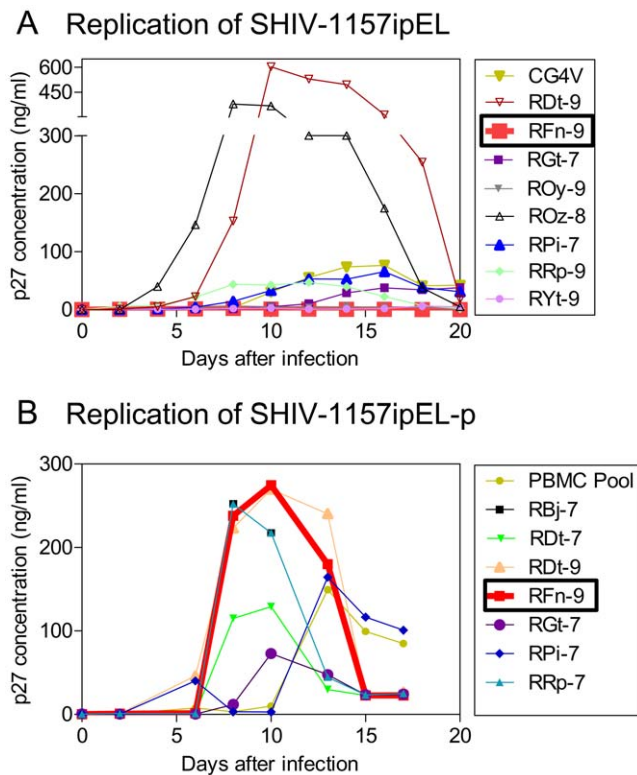 A Replication of SHIV-1157ipEL
p27 concentration (ng/ml)
600
450
300
200
100
0
0 5 10 15 20
Days after infection
CG4V
RDt-9
RFn-9
RGt-7
ROy-9
ROz-8
RPi-7
RRp-9
RYt-9
B Replication of SHIV-1157ipEL-p
p27 concentration (ng/ml)
300
200
100
0
0 5 10 15 20
Days after infection
PBMC Pool
RBj-7
RDt-7
RDt-9
RFn-9
RGt-7
RPi-7
RRp-7